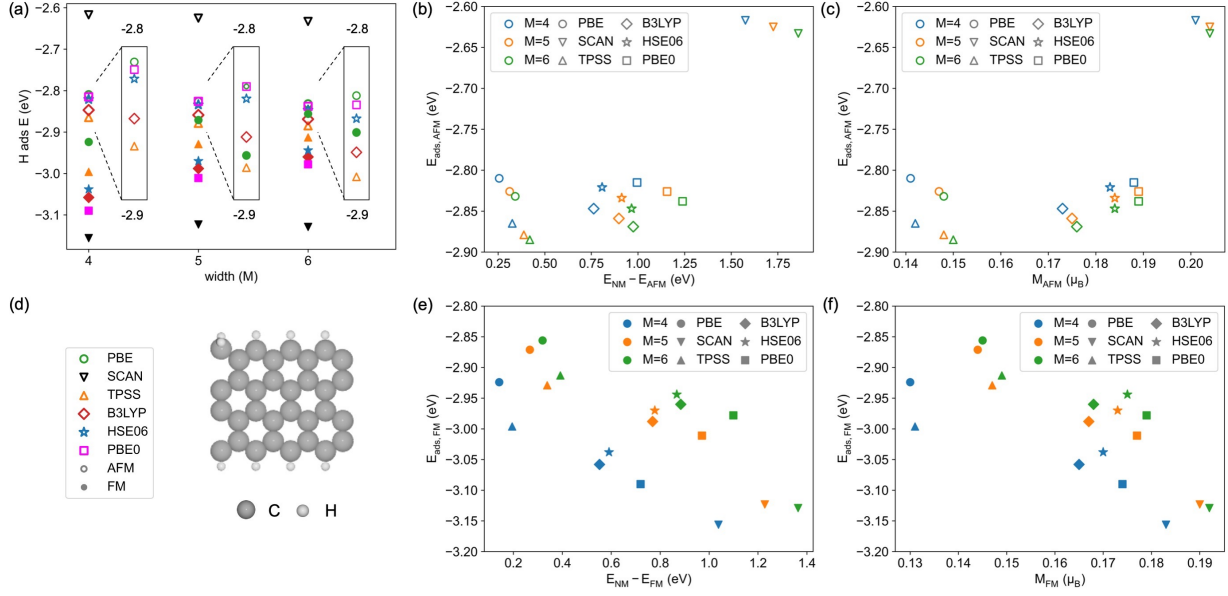 (a)
−2.6
−2.7
−2.8
−2.9
−3.0
−3.1
H ads E (eV)
-2.8
-2.9
-2.8
-2.9
-2.8
-2.9
4
5
6
width (M)
(b)
−2.60
−2.65
−2.70
−2.75
−2.80
−2.85
−2.90
E_ads,AFM (eV)
M=4 PBE B3LYP
M=5 SCAN HSE06
M=6 TPSS PBE0
0.25 0.50 0.75 1.00 1.25 1.50 1.75
E_NM − E_AFM (eV)
(c)
−2.60
−2.65
−2.70
−2.75
−2.80
−2.85
−2.90
E_ads,AFM (eV)
M=4 PBE B3LYP
M=5 SCAN HSE06
M=6 TPSS PBE0
0.14 0.15 0.16 0.17 0.18 0.19 0.20
M_AFM (μ_B)
(d)
PBE
SCAN
TPSS
B3LYP
HSE06
PBE0
AFM
FM
C H
(e)
−2.80
−2.85
−2.90
−2.95
−3.00
−3.05
−3.10
−3.15
−3.20
E_ads,FM (eV)
M=4 PBE B3LYP
M=5 SCAN HSE06
M=6 TPSS PBE0
0.2 0.4 0.6 0.8 1.0 1.2 1.4
E_NM − E_FM (eV)
(f)
−2.80
−2.85
−2.90
−2.95
−3.00
−3.05
−3.10
−3.15
−3.20
E_ads,FM (eV)
M=4 PBE B3LYP
M=5 SCAN HSE06
M=6 TPSS PBE0
0.13 0.14 0.15 0.16 0.17 0.18 0.19
M_FM (μ_B)